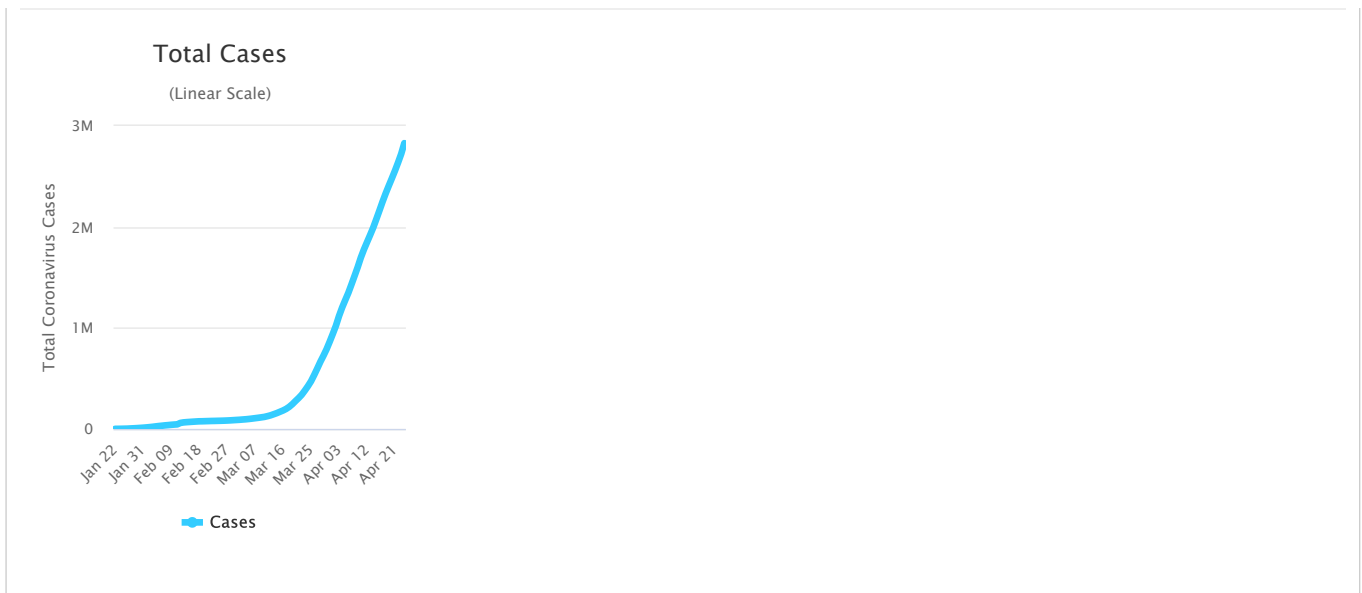 Total Cases
(Linear Scale)
Total Coronavirus Cases
3M
2M
1M
0
Jan 22
Jan 31
Feb 09
Feb 18
Feb 27
Mar 07
Mar 16
Mar 25
Apr 03
Apr 12
Apr 21
Cases